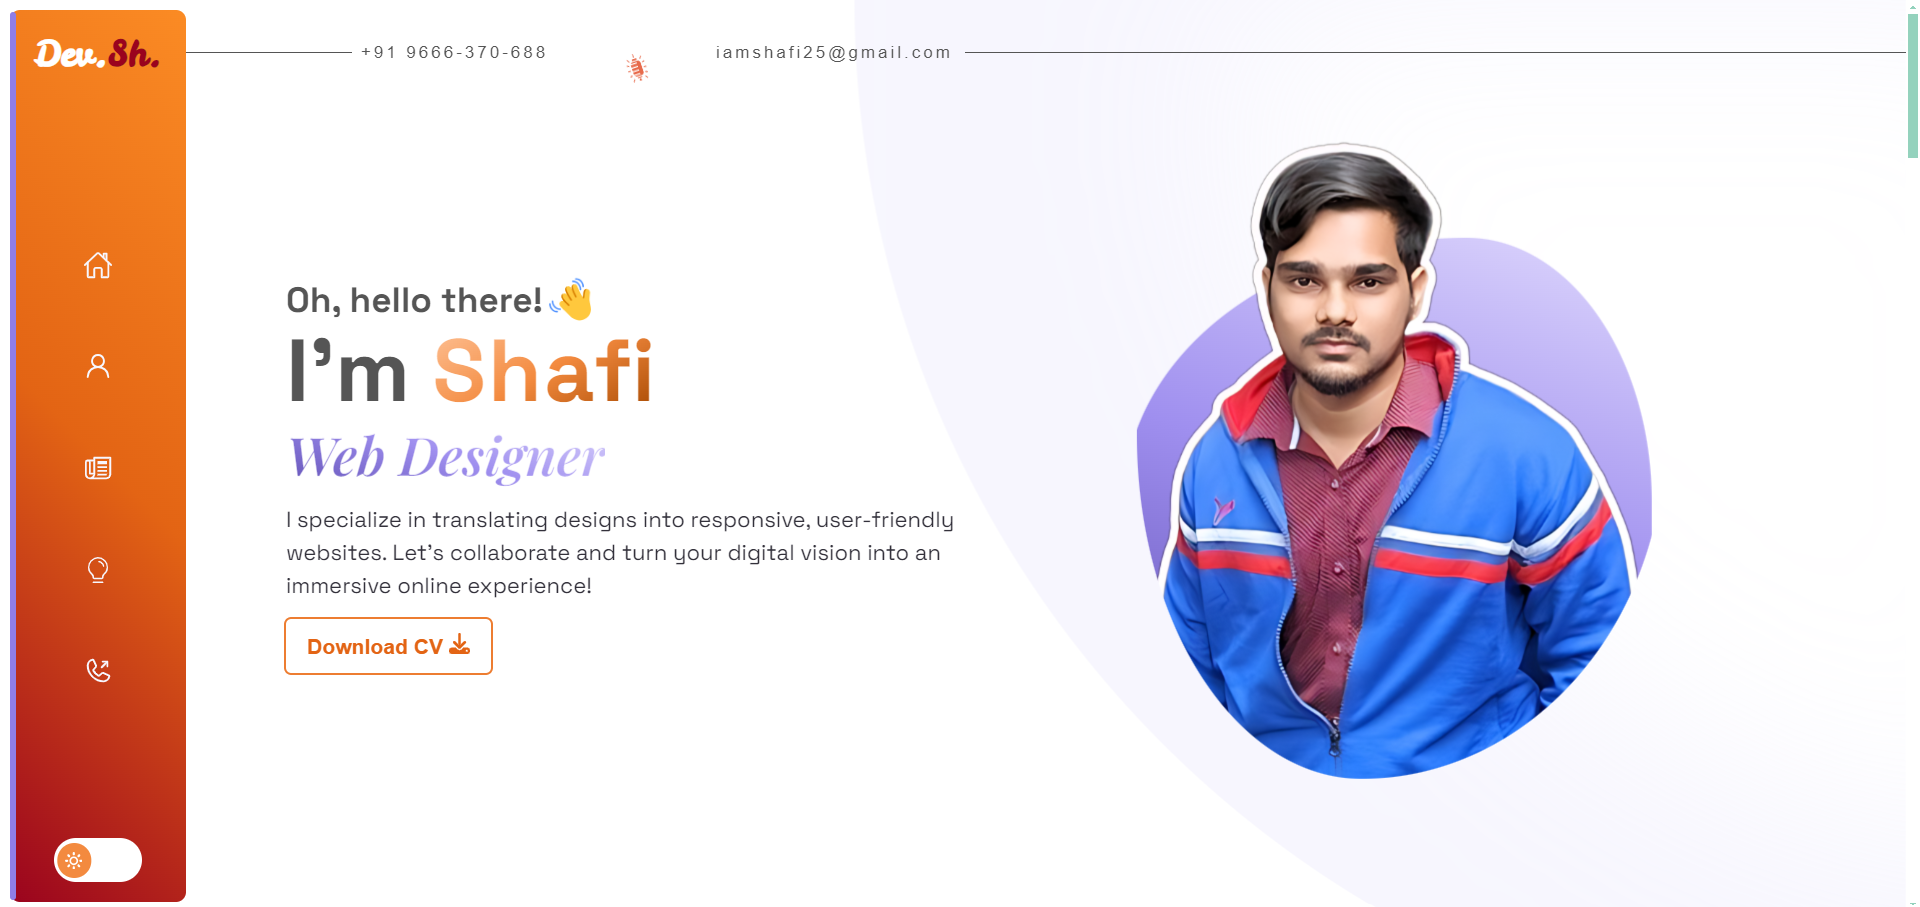 Dev.Sh.
+91 9666-370-688
iamshafi25@gmail.com
Oh, hello there!
I'm Shafi
Web Designer
I specialize in translating designs into responsive, user-friendly
websites. Let's collaborate and turn your digital vision into an
immersive online experience!
Download CV